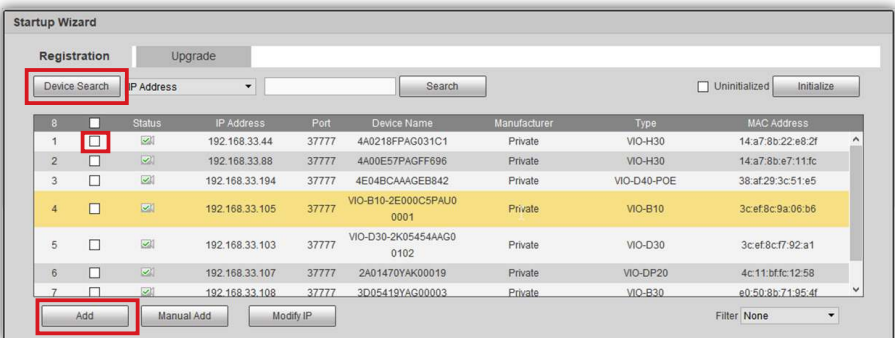 Startup Wizard
Registration Upgrade
Device Search IP Address Search Uninitialized Initialize
8 Status IP Address Port Device Name Manufacturer Type MAC Address
1 192.168.33.44 37777 4A0218FPAG031C1 Private VIO-H30 14:a7:8b:22:e8:2f
2 192.168.33.88 37777 4A00E57PAGFF696 Private VIO-H30 14:a7:8b:e7:11:fc
3 192.168.33.194 37777 4E04BCAAAGEB842 Private VIO-D40-POE 38:af:29:3c:51:e5
4 192.168.33.105 37777 VIO-B10-2E000C5PAU0 Private VIO-B10 3c:ef:8c:9a:06:b6
0001
5 192.168.33.103 37777 VIO-D30-2K05454AAG0 Private VIO-D30 3c:ef:8c:f7:92:a1
0102
6 192.168.33.107 37777 2A01470YAK00019 Private VIO-DP20 4c:11:bf:fc:12:58
7 192.168.33.108 37777 3D05419YAG00003 Private VIO-B30 e0:50:8b:71:95:4f
Add Manual Add Modify IP Filter None